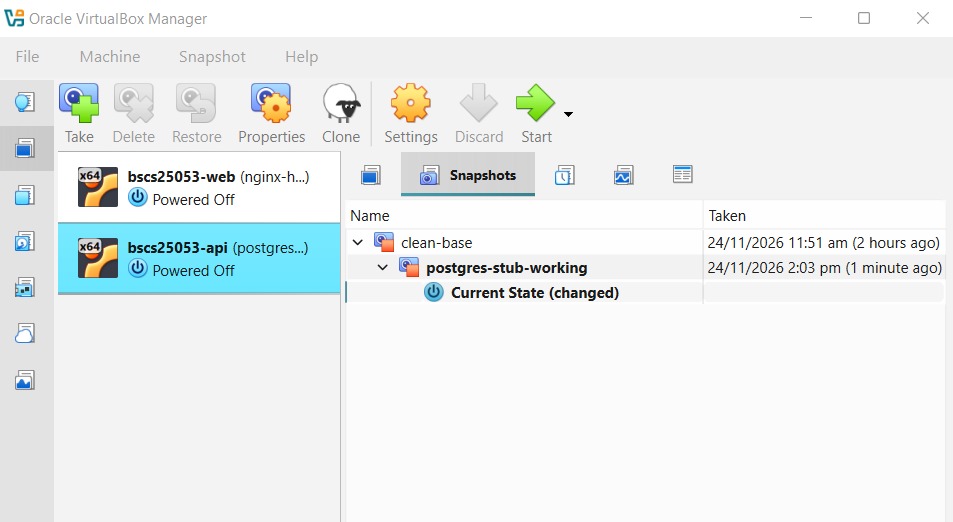 Oracle VirtualBox Manager
File Machine Snapshot Help
Take Delete Restore Properties Clone Settings Discard Start
x64 bscs25053-web (nginx-h...)
Powered Off
x64 bscs25053-api (postgres...)
Powered Off
Snapshots
Name Taken
clean-base 24/11/2026 11:51 am (2 hours ago)
postgres-stub-working 24/11/2026 2:03 pm (1 minute ago)
Current State (changed)